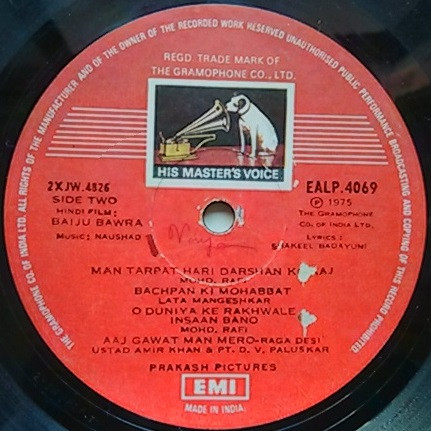 ALL RIGHTS OF THE MANUFACTURER AND OF THE OWNER OF THE RECORDED WORK RESERVED UNAUTHORISED PUBLIC PERFORMANCE BROADCASTING AND COPYING OF THIS RECORD PROHIBITED
THE GRAMOPHONE CO. OF INDIA LTD.
REGD. TRADE MARK OF
THE GRAMOPHONE CO., LTD.
HIS MASTER'S VOICE
2XJW.4826
SIDE TWO
HINDI FILM:
BAIJU BAWRA
MUSIC: NAUSHAD
EALP.4069
Ⓟ 1975
THE GRAMOPHONE
CO. OF INDIA LTD.
LYRICS:
SHAKEEL BADAYUNI
MAN TARPAT HARI DARSHAN KO AAJ
MOHD. RAFI
BACHPAN KI MOHABBAT
LATA MANGESHKAR
O DUNIYA KE RAKHWALE
INSAAN BANO
MOHD. RAFI
AAJ GAWAT MAN MERO-RAGA DESI
USTAD AMIR KHAN & PT. D. V. PALUSKAR
PRAKASH PICTURES
EMI
MADE IN INDIA.